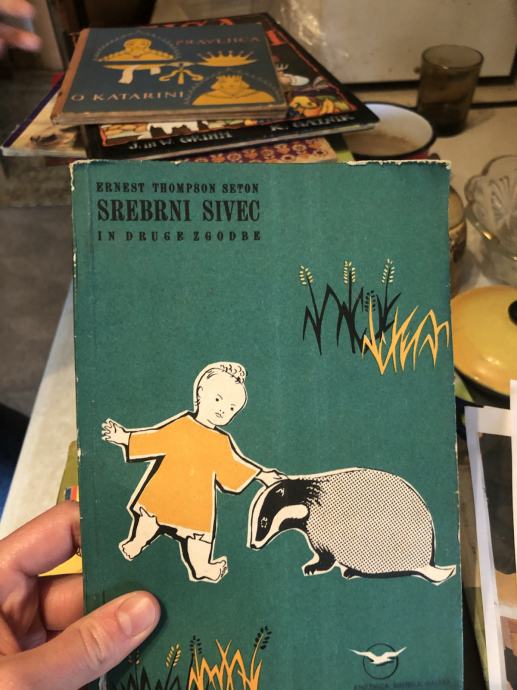 PRAVLJICA
O KATARINI
ERNEST THOMPSON SETON
SREBRNI SIVEC
IN DRUGE ZGODBE